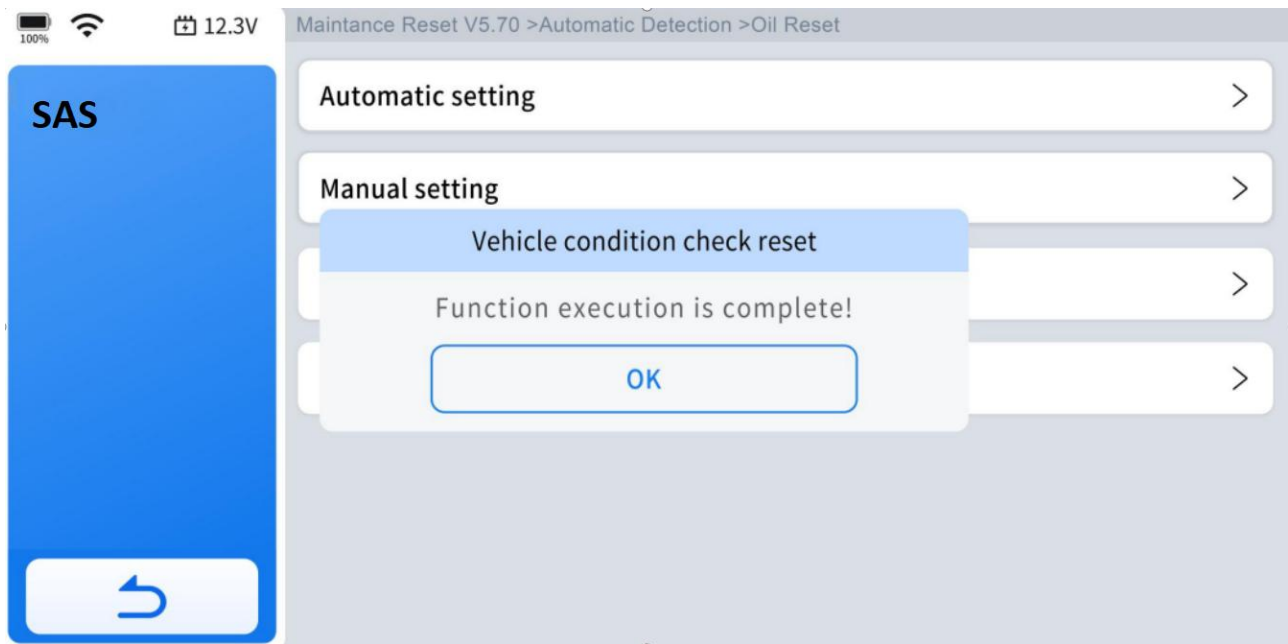 100%
12.3V
Maintance Reset V5.70 >Automatic Detection >Oil Reset
SAS
Automatic setting
Manual setting
Vehicle condition check reset
Function execution is complete!
OK